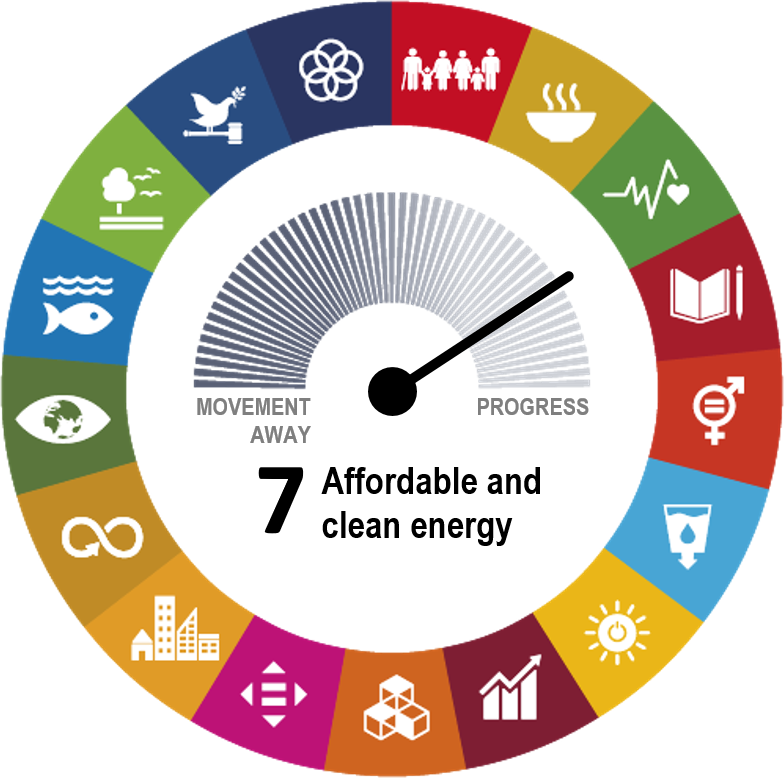 MOVEMENT
AWAY
PROGRESS
7 Affordable and
clean energy